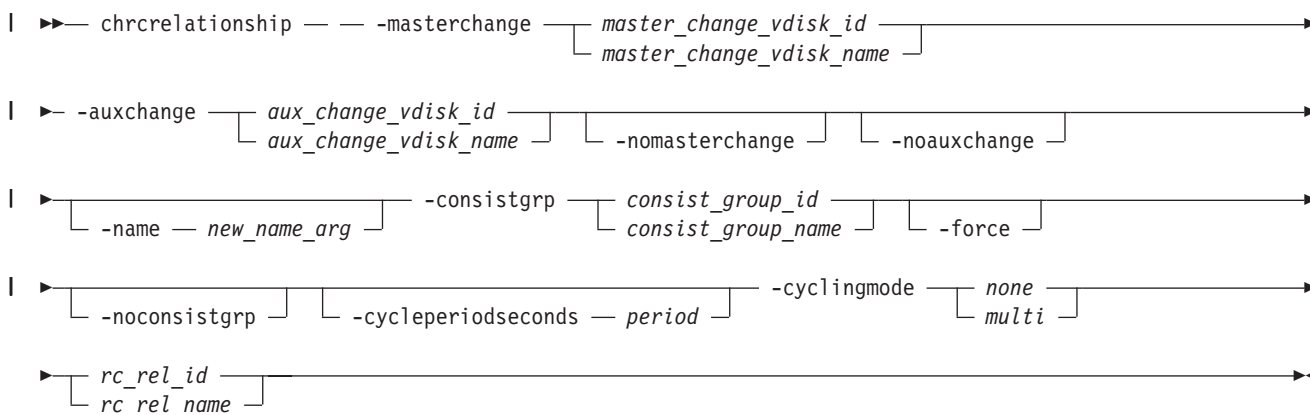 chrcrelationship -masterchange master_change_vdisk_id
master_change_vdisk_name
-auxchange aux_change_vdisk_id
aux_change_vdisk_name -nomasterchange -noauxchange
-consistgrp consist_group_id
-name new_name_arg consist_group_name -force
-cyclingmode none
-noconsistgrp -cycleperiodseconds period multi
rc_rel_id
rc_rel_name